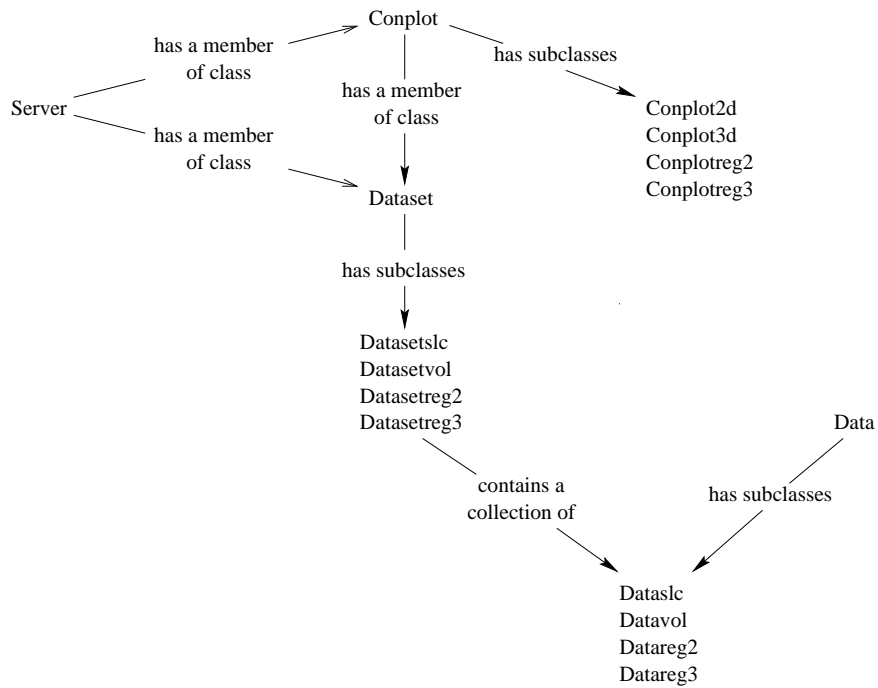 Conplot
has a member
of class
has subclasses
Server
has a member
of class
Conplot2d
Conplot3d
Conplotreg2
Conplotreg3
has a member
of class
Dataset
has subclasses
Datasetslc
Datasetvol
Datasetreg2
Datasetreg3
Data
contains a
collection of
has subclasses
Dataslc
Datavol
Datareg2
Datareg3